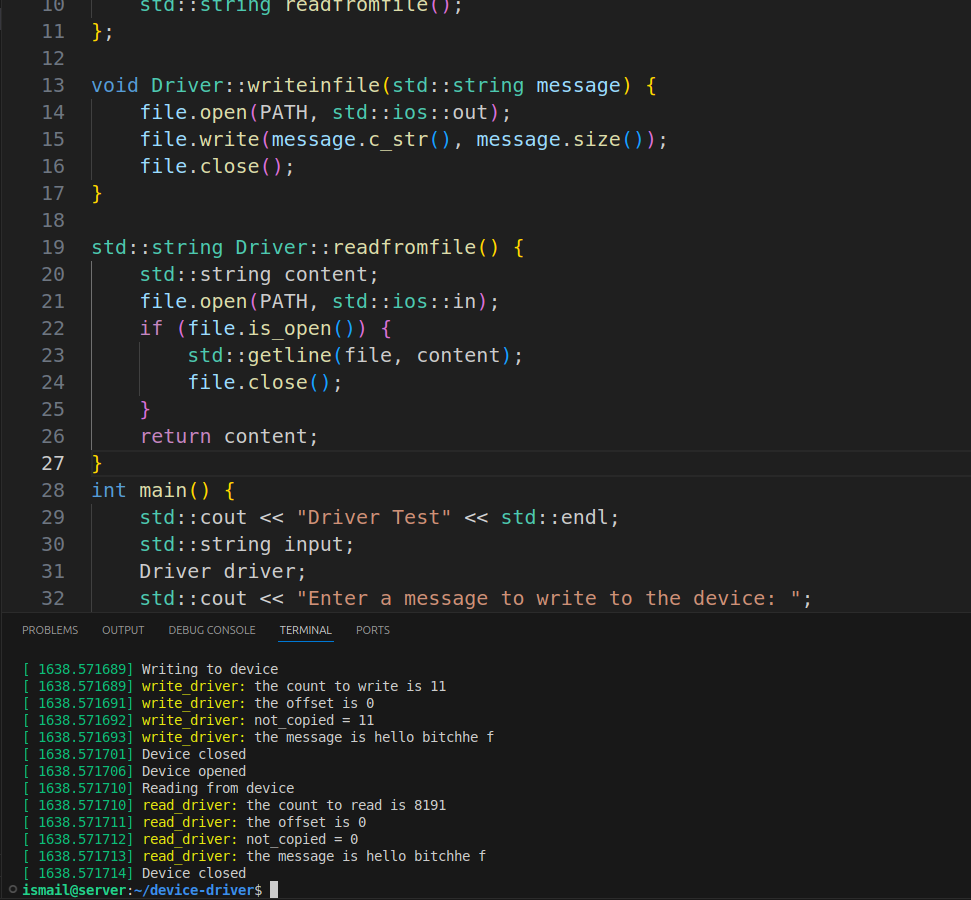 10 std::string readfromfile();
11 };
12
13 void Driver::writeinfile(std::string message) {
14 file.open(PATH, std::ios::out);
15 file.write(message.c_str(), message.size());
16 file.close();
17 }
18
19 std::string Driver::readfromfile() {
20 std::string content;
21 file.open(PATH, std::ios::in);
22 if (file.is_open()) {
23 std::getline(file, content);
24 file.close();
25 }
26 return content;
27 }
28 int main() {
29 std::cout << "Driver Test" << std::endl;
30 std::string input;
31 Driver driver;
32 std::cout << "Enter a message to write to the device: ";
PROBLEMS OUTPUT DEBUG CONSOLE TERMINAL PORTS
[ 1638.571689] Writing to device
[ 1638.571689] write_driver: the count to write is 11
[ 1638.571691] write_driver: the offset is 0
[ 1638.571692] write_driver: not_copied = 11
[ 1638.571693] write_driver: the message is hello bitchhe f
[ 1638.571701] Device closed
[ 1638.571706] Device opened
[ 1638.571710] Reading from device
[ 1638.571710] read_driver: the count to read is 8191
[ 1638.571711] read_driver: the offset is 0
[ 1638.571712] read_driver: not_copied = 0
[ 1638.571713] read_driver: the message is hello bitchhe f
[ 1638.571714] Device closed
ismail@server:~/device-driver$